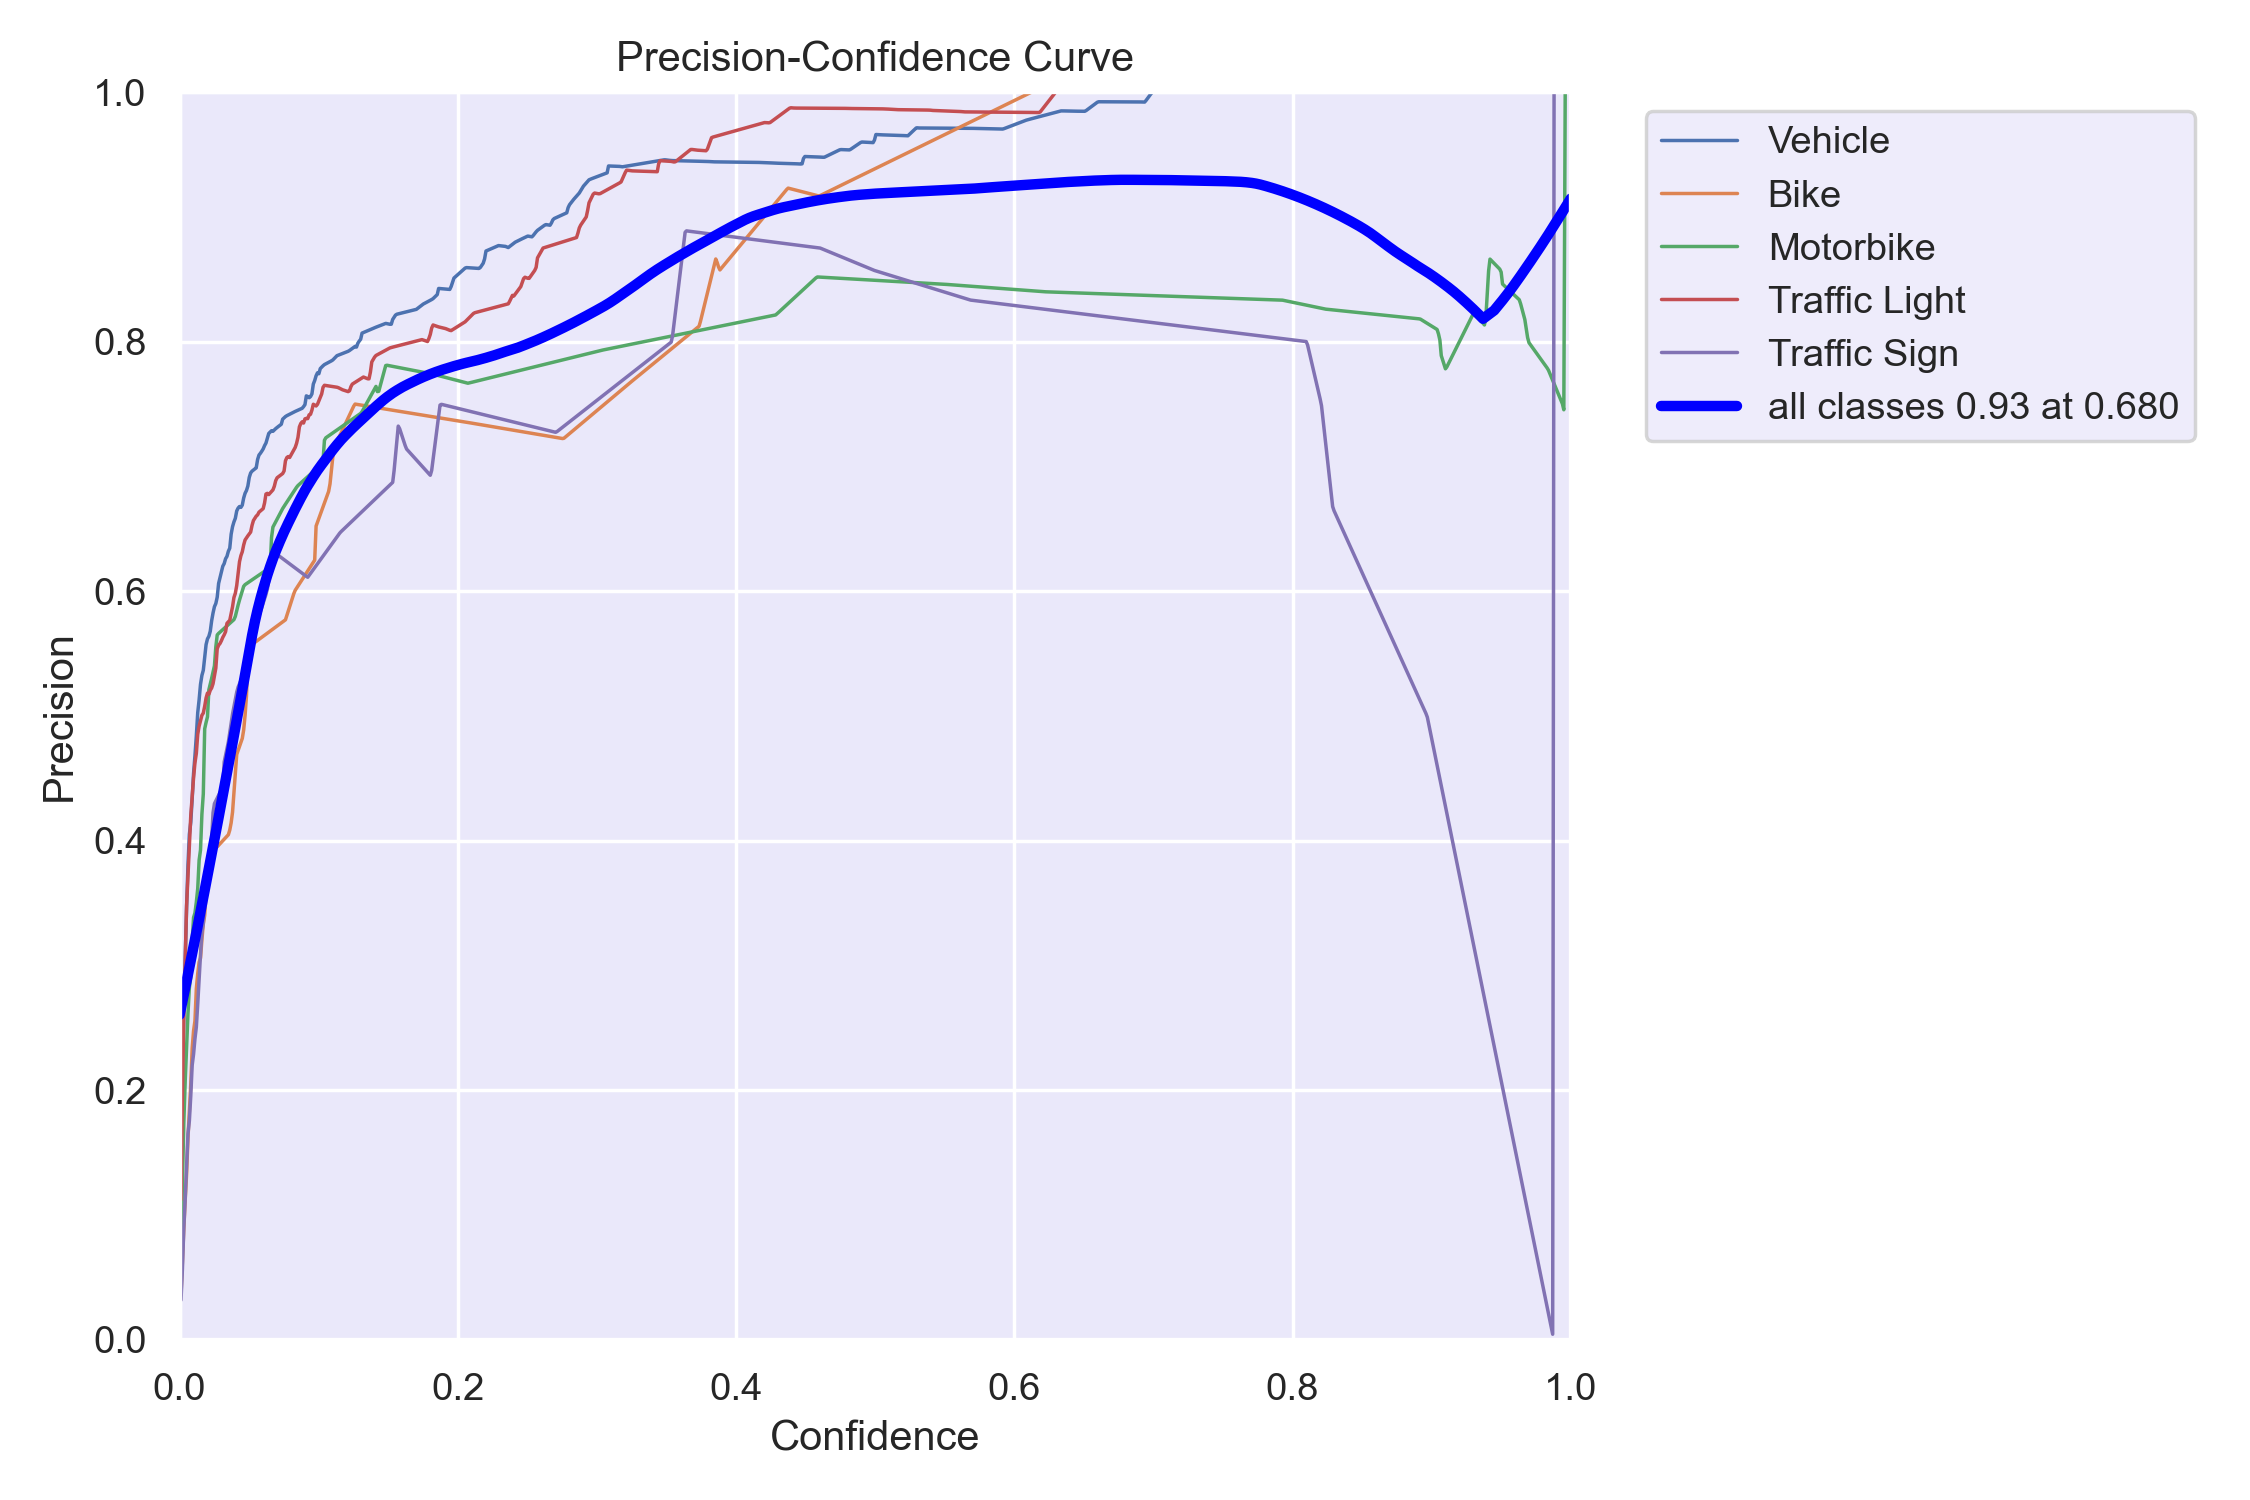 Precision-Confidence Curve
1.0
0.8
0.6
0.4
0.2
0.0
Precision
0.0 0.2 0.4 0.6 0.8 1.0
Confidence
Vehicle
Bike
Motorbike
Traffic Light
Traffic Sign
all classes 0.93 at 0.680